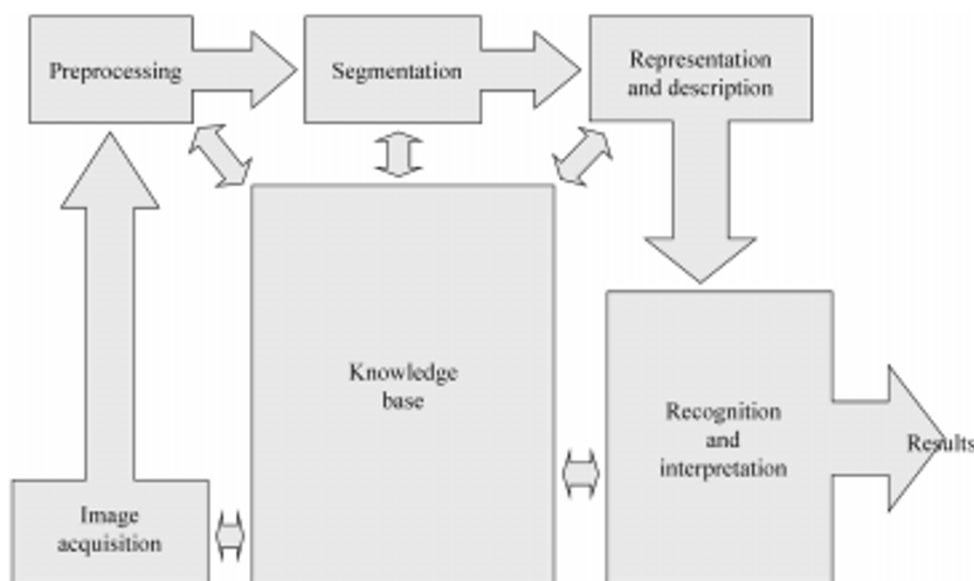 Preprocessing
Segmentation
Representation
and description
Knowledge
base
Recognition
and
interpretation
Results
Image
acquisition